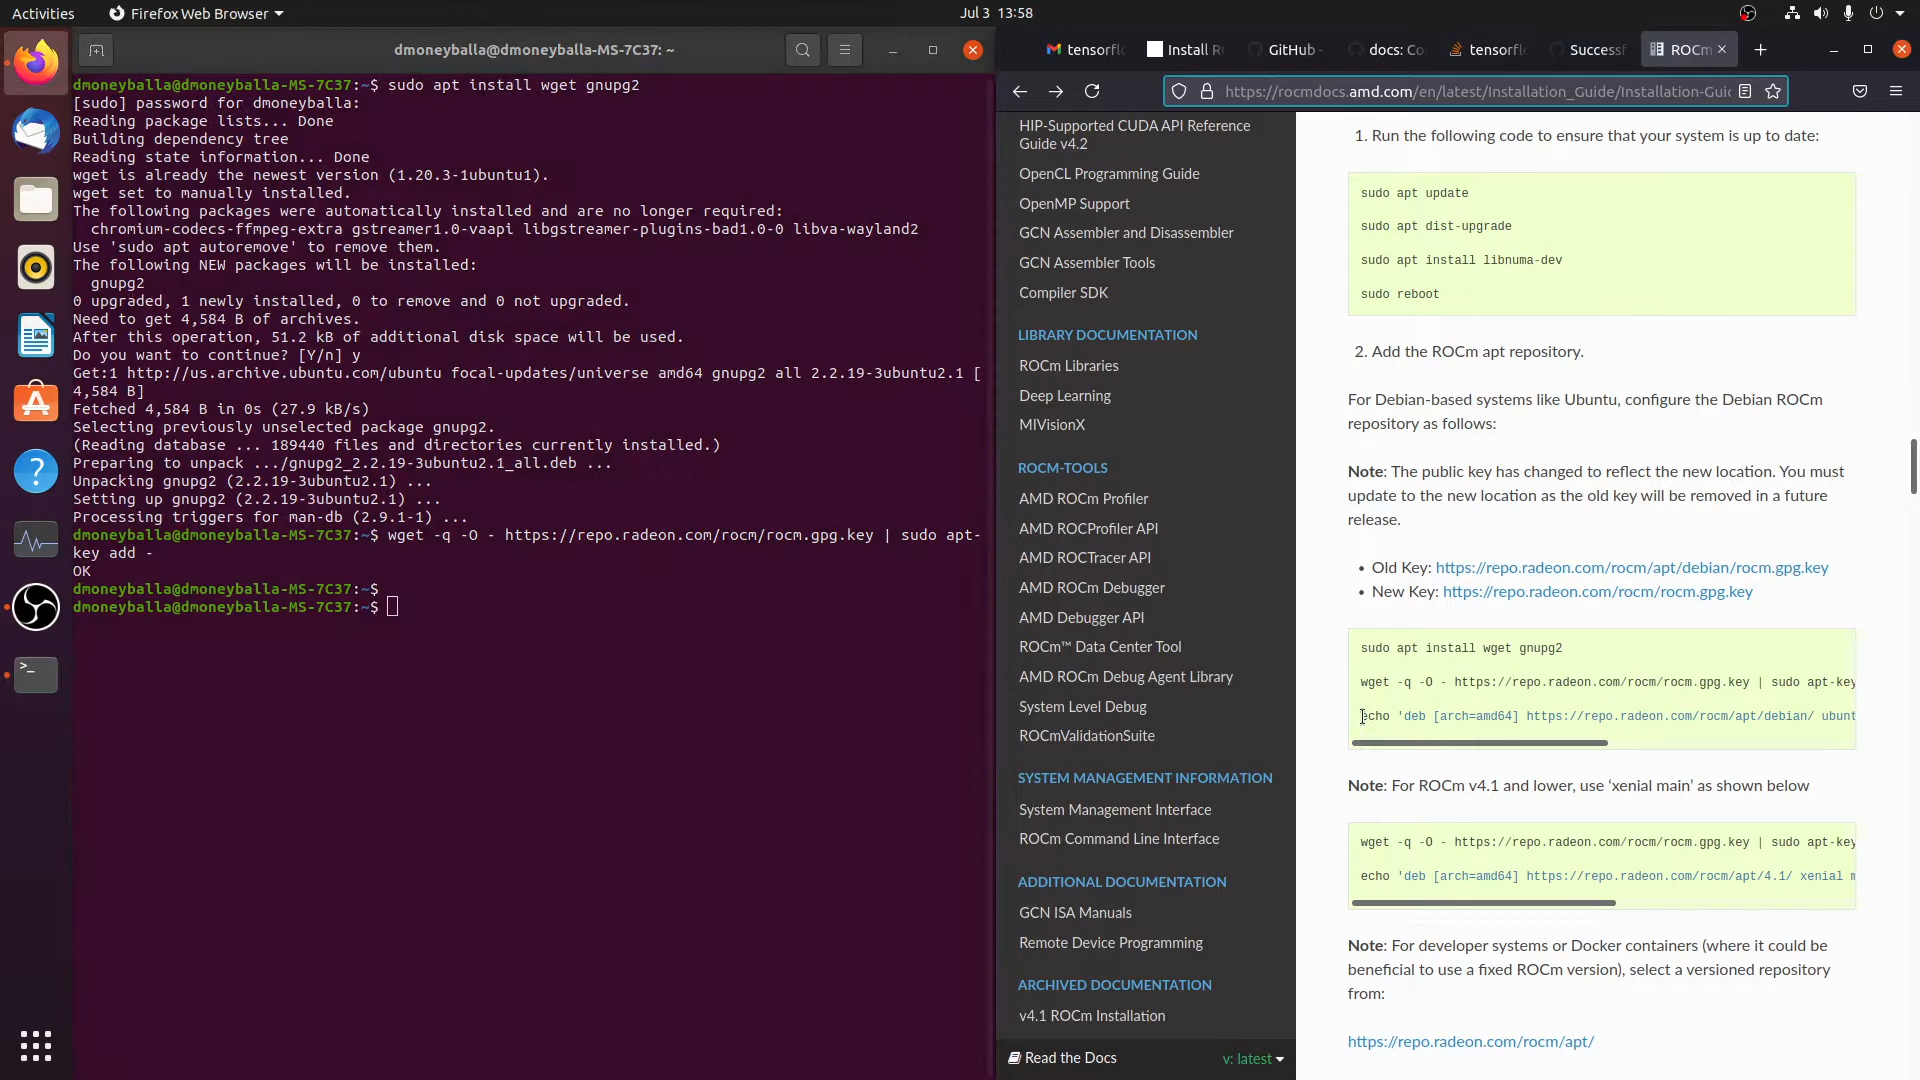 Activities
Firefox Web Browser
Jul 3 13:58
dmoneyballa@dmoneyballa-MS-7C37: ~
dmoneyballa@dmoneyballa-MS-7C37:~$ sudo apt install wget gnupg2
[sudo] password for dmoneyballa:
Reading package lists... Done
Building dependency tree
Reading state information... Done
wget is already the newest version (1.20.3-1ubuntu1).
wget set to manually installed.
The following packages were automatically installed and are no longer required:
chromium-codecs-ffmpeg-extra gstreamer1.0-vaapi libgstreamer-plugins-bad1.0-0 libva-wayland2
Use 'sudo apt autoremove' to remove them.
The following NEW packages will be installed:
gnupg2
0 upgraded, 1 newly installed, 0 to remove and 0 not upgraded.
Need to get 4,584 B of archives.
After this operation, 51.2 kB of additional disk space will be used.
Do you want to continue? [Y/n] y
Get:1 http://us.archive.ubuntu.com/ubuntu focal-updates/universe amd64 gnupg2 all 2.2.19-3ubuntu2.1 [
4,584 B]
Fetched 4,584 B in 0s (27.9 kB/s)
Selecting previously unselected package gnupg2.
(Reading database ... 189440 files and directories currently installed.)
Preparing to unpack .../gnupg2_2.2.19-3ubuntu2.1_all.deb ...
Unpacking gnupg2 (2.2.19-3ubuntu2.1) ...
Setting up gnupg2 (2.2.19-3ubuntu2.1) ...
Processing triggers for man-db (2.9.1-1) ...
dmoneyballa@dmoneyballa-MS-7C37:~$ wget -q -O - https://repo.radeon.com/rocm/rocm.gpg.key | sudo apt-
key add -
OK
dmoneyballa@dmoneyballa-MS-7C37:~$
dmoneyballa@dmoneyballa-MS-7C37:~$
tensorfl
Install R
GitHub -
docs: Co
tensorfl
Successf
ROCm
https://rocmdocs.amd.com/en/latest/Installation_Guide/Installation-Guid
HIP-Supported CUDA API Reference
Guide v4.2
OpenCL Programming Guide
OpenMP Support
GCN Assembler and Disassembler
GCN Assembler Tools
Compiler SDK
LIBRARY DOCUMENTATION
ROCm Libraries
Deep Learning
MIVisionX
ROCM-TOOLS
AMD ROCm Profiler
AMD ROCProfiler API
AMD ROCTracer API
AMD ROCm Debugger
AMD Debugger API
ROCm™ Data Center Tool
AMD ROCm Debug Agent Library
System Level Debug
ROCmValidationSuite
SYSTEM MANAGEMENT INFORMATION
System Management Interface
ROCm Command Line Interface
ADDITIONAL DOCUMENTATION
GCN ISA Manuals
Remote Device Programming
ARCHIVED DOCUMENTATION
v4.1 ROCm Installation
Read the Docs
v: latest
1. Run the following code to ensure that your system is up to date:
sudo apt update
sudo apt dist-upgrade
sudo apt install libnuma-dev
sudo reboot
2. Add the ROCm apt repository.
For Debian-based systems like Ubuntu, configure the Debian ROCm
repository as follows:
Note: The public key has changed to reflect the new location. You must
update to the new location as the old key will be removed in a future
release.
• Old Key: https://repo.radeon.com/rocm/apt/debian/rocm.gpg.key
• New Key: https://repo.radeon.com/rocm/rocm.gpg.key
sudo apt install wget gnupg2
wget -q -O - https://repo.radeon.com/rocm/rocm.gpg.key | sudo apt-key
echo 'deb [arch=amd64] https://repo.radeon.com/rocm/apt/debian/ ubunt
Note: For ROCm v4.1 and lower, use ‘xenial main’ as shown below
wget -q -O - https://repo.radeon.com/rocm/rocm.gpg.key | sudo apt-key
echo 'deb [arch=amd64] https://repo.radeon.com/rocm/apt/4.1/ xenial m
Note: For developer systems or Docker containers (where it could be
beneficial to use a fixed ROCm version), select a versioned repository
from:
https://repo.radeon.com/rocm/apt/